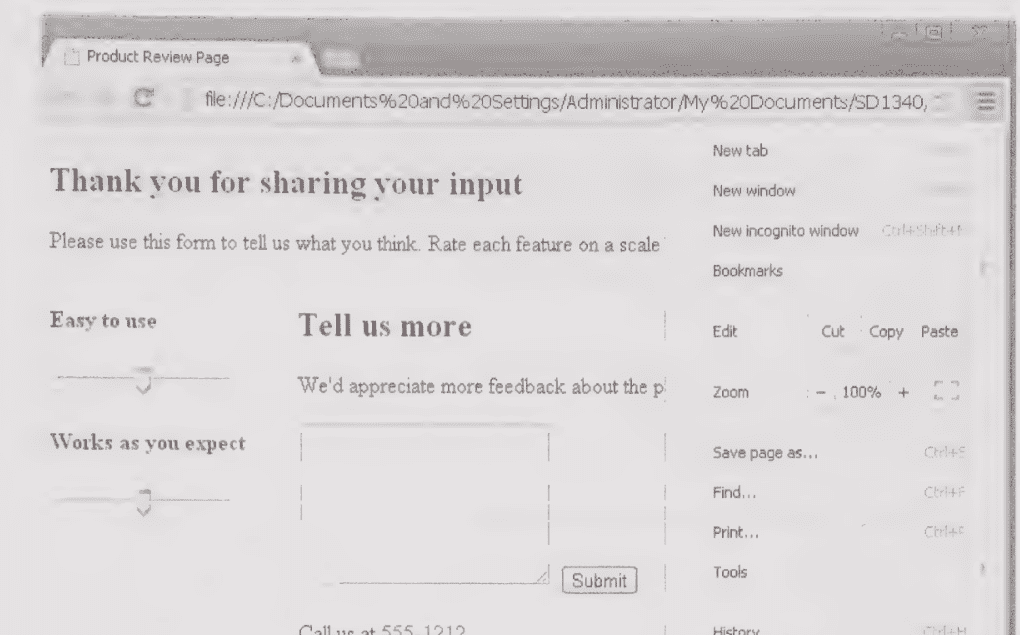 Product Review Page
file:///C:/Documents%20and%20Settings/Administrator/My%20Documents/SD1340/
Thank you for sharing your input
Please use this form to tell us what you think. Rate each feature on a scale
Easy to use
Works as you expect
Tell us more
We'd appreciate more feedback about the p
Submit
Call us at 555-1212
New tab
New window
New incognito window Ctrl+Shift+
Bookmarks
Edit Cut Copy Paste
Zoom − 100% +
Save page as... Ctrl+S
Find... Ctrl+F
Print... Ctrl+
Tools
History Ctrl+H